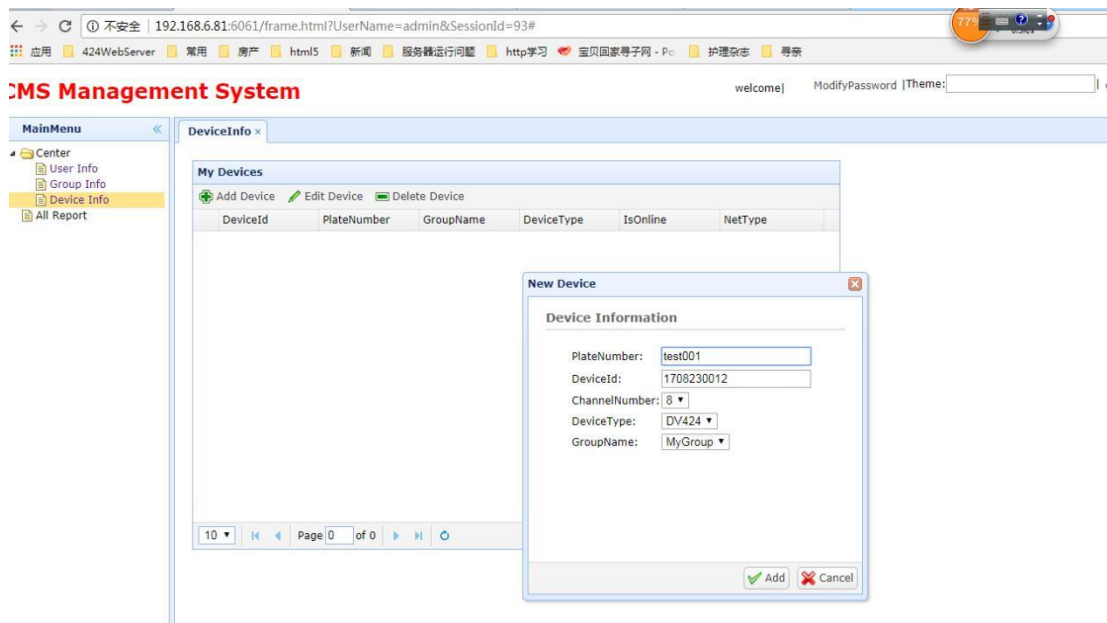 不安全 | 192.168.6.81:6061/frame.html?UserName=admin&SessionId=93#
77%
应用 424WebServer 常用 房产 html5 新闻 服务器运行问题 http学习 宝贝回家寻子网 - Po 护理杂志 寻亲
CMS Management System
welcome| ModifyPassword |Theme: |
MainMenu
DeviceInfo ×
Center
User Info
Group Info
Device Info
All Report
My Devices
Add Device Edit Device Delete Device
DeviceId PlateNumber GroupName DeviceType IsOnline NetType
New Device
Device Information
PlateNumber: test001
DeviceId: 1708230012
ChannelNumber: 8
DeviceType: DV424
GroupName: MyGroup
10 Page 0 of 0
Add Cancel